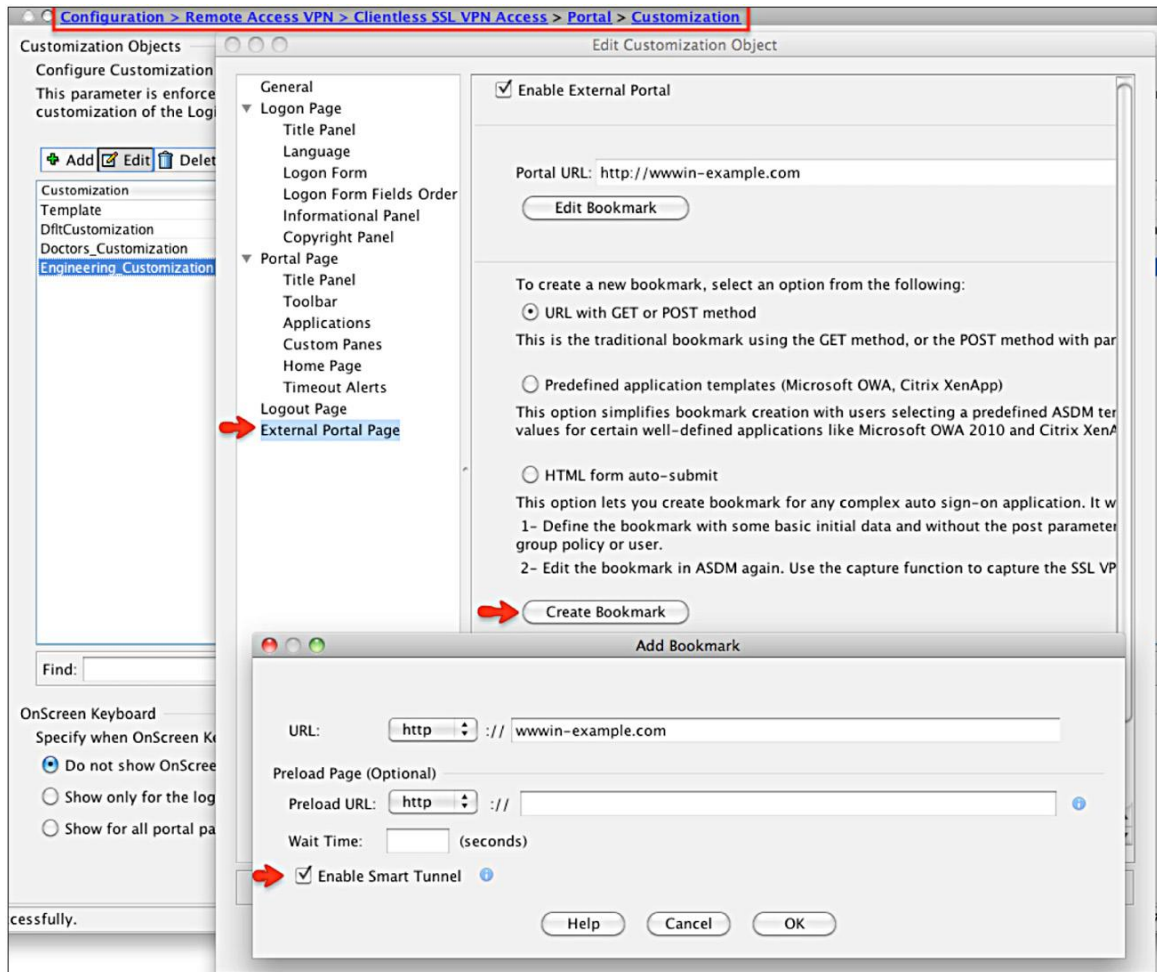 Configuration > Remote Access VPN > Clientless SSL VPN Access > Portal > Customization
Customization Objects
Configure Customization
This parameter is enforce
customization of the Logi
Add Edit Delet
Customization
Template
DfltCustomization
Doctors_Customization
Engineering_Customization
Find:
OnScreen Keyboard
Specify when OnScreen Ke
Do not show OnScree
Show only for the log
Show for all portal pa
cessfully.
Edit Customization Object
General
Logon Page
Title Panel
Language
Logon Form
Logon Form Fields Order
Informational Panel
Copyright Panel
Portal Page
Title Panel
Toolbar
Applications
Custom Panes
Home Page
Timeout Alerts
Logout Page
External Portal Page
Enable External Portal
Portal URL: http://wwwin-example.com
Edit Bookmark
To create a new bookmark, select an option from the following:
URL with GET or POST method
This is the traditional bookmark using the GET method, or the POST method with par
Predefined application templates (Microsoft OWA, Citrix XenApp)
This option simplifies bookmark creation with users selecting a predefined ASDM ter
values for certain well-defined applications like Microsoft OWA 2010 and Citrix XenA
HTML form auto-submit
This option lets you create bookmark for any complex auto sign-on application. It w
1- Define the bookmark with some basic initial data and without the post parameter
group policy or user.
2- Edit the bookmark in ASDM again. Use the capture function to capture the SSL VP
Create Bookmark
Add Bookmark
URL: http :// wwwin-example.com
Preload Page (Optional)
Preload URL: http ://
Wait Time: (seconds)
Enable Smart Tunnel
Help Cancel OK